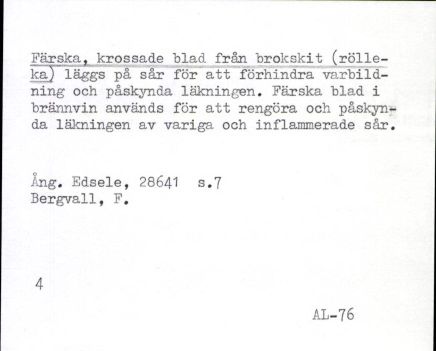 Färska, krossade blad från brokskit (rölle-
ka) läggs på sår för att förhindra varbild-
ning och påskynda läkningen. Färska blad i
brännvin används för att rengöra och påskyn-
da läkningen av variga och inflammerade sår.
Ång. Edsele, 28641 s.7
Bergvall, F.
4
AL-76